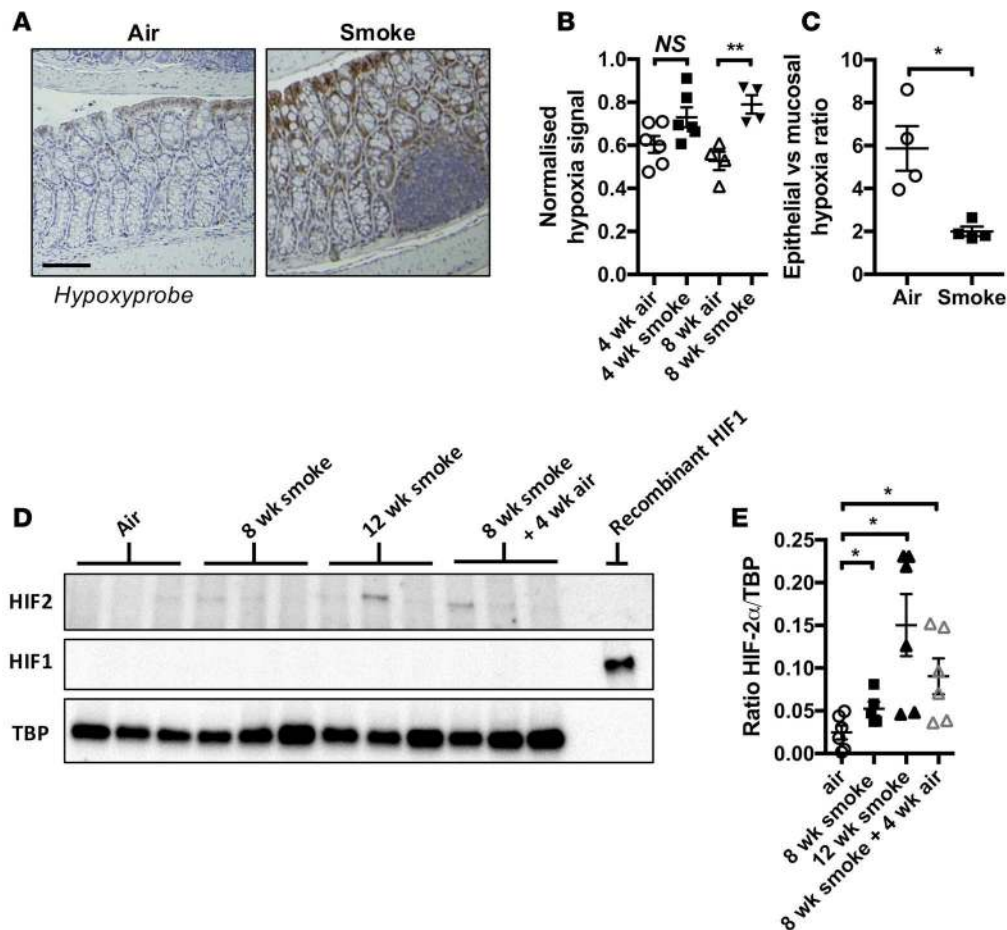 A
Air
Smoke
Hypoxyprobe
B
Normalised
hypoxia signal
1.0
0.8
0.6
0.4
0.2
0.0
NS
**
4 wk air
4 wk smoke
8 wk air
8 wk smoke
C
Epithelial vs mucosal
hypoxia ratio
10
8
6
4
2
0
*
Air
Smoke
D
Air
8 wk smoke
12 wk smoke
8 wk smoke
+ 4 wk air
Recombinant HIF1
HIF2
HIF1
TBP
E
Ratio HIF-2α/TBP
0.25
0.20
0.15
0.10
0.05
0.00
*
*
*
air
8 wk smoke
12 wk smoke
8 wk smoke + 4 wk air